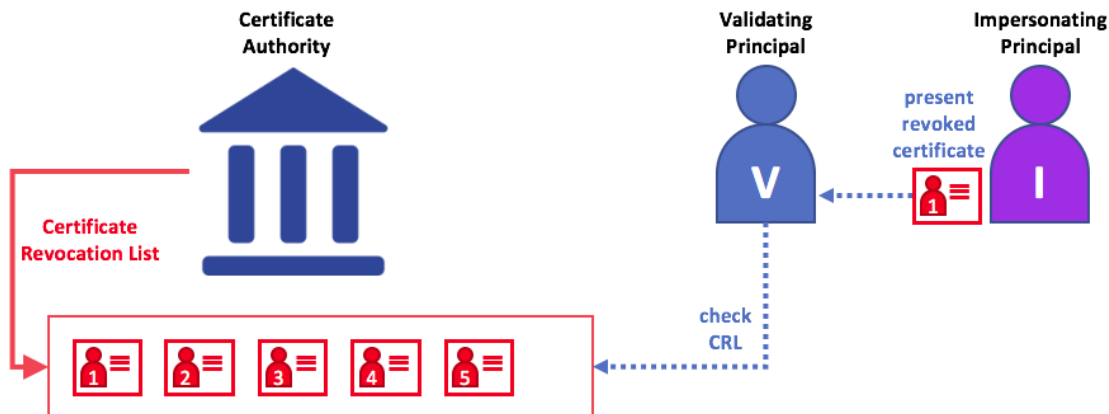 Certificate
Authority
Validating
Principal
Impersonating
Principal
present
revoked
certificate
V
1
I
Certificate
Revocation List
check
CRL
1
2
3
4
5